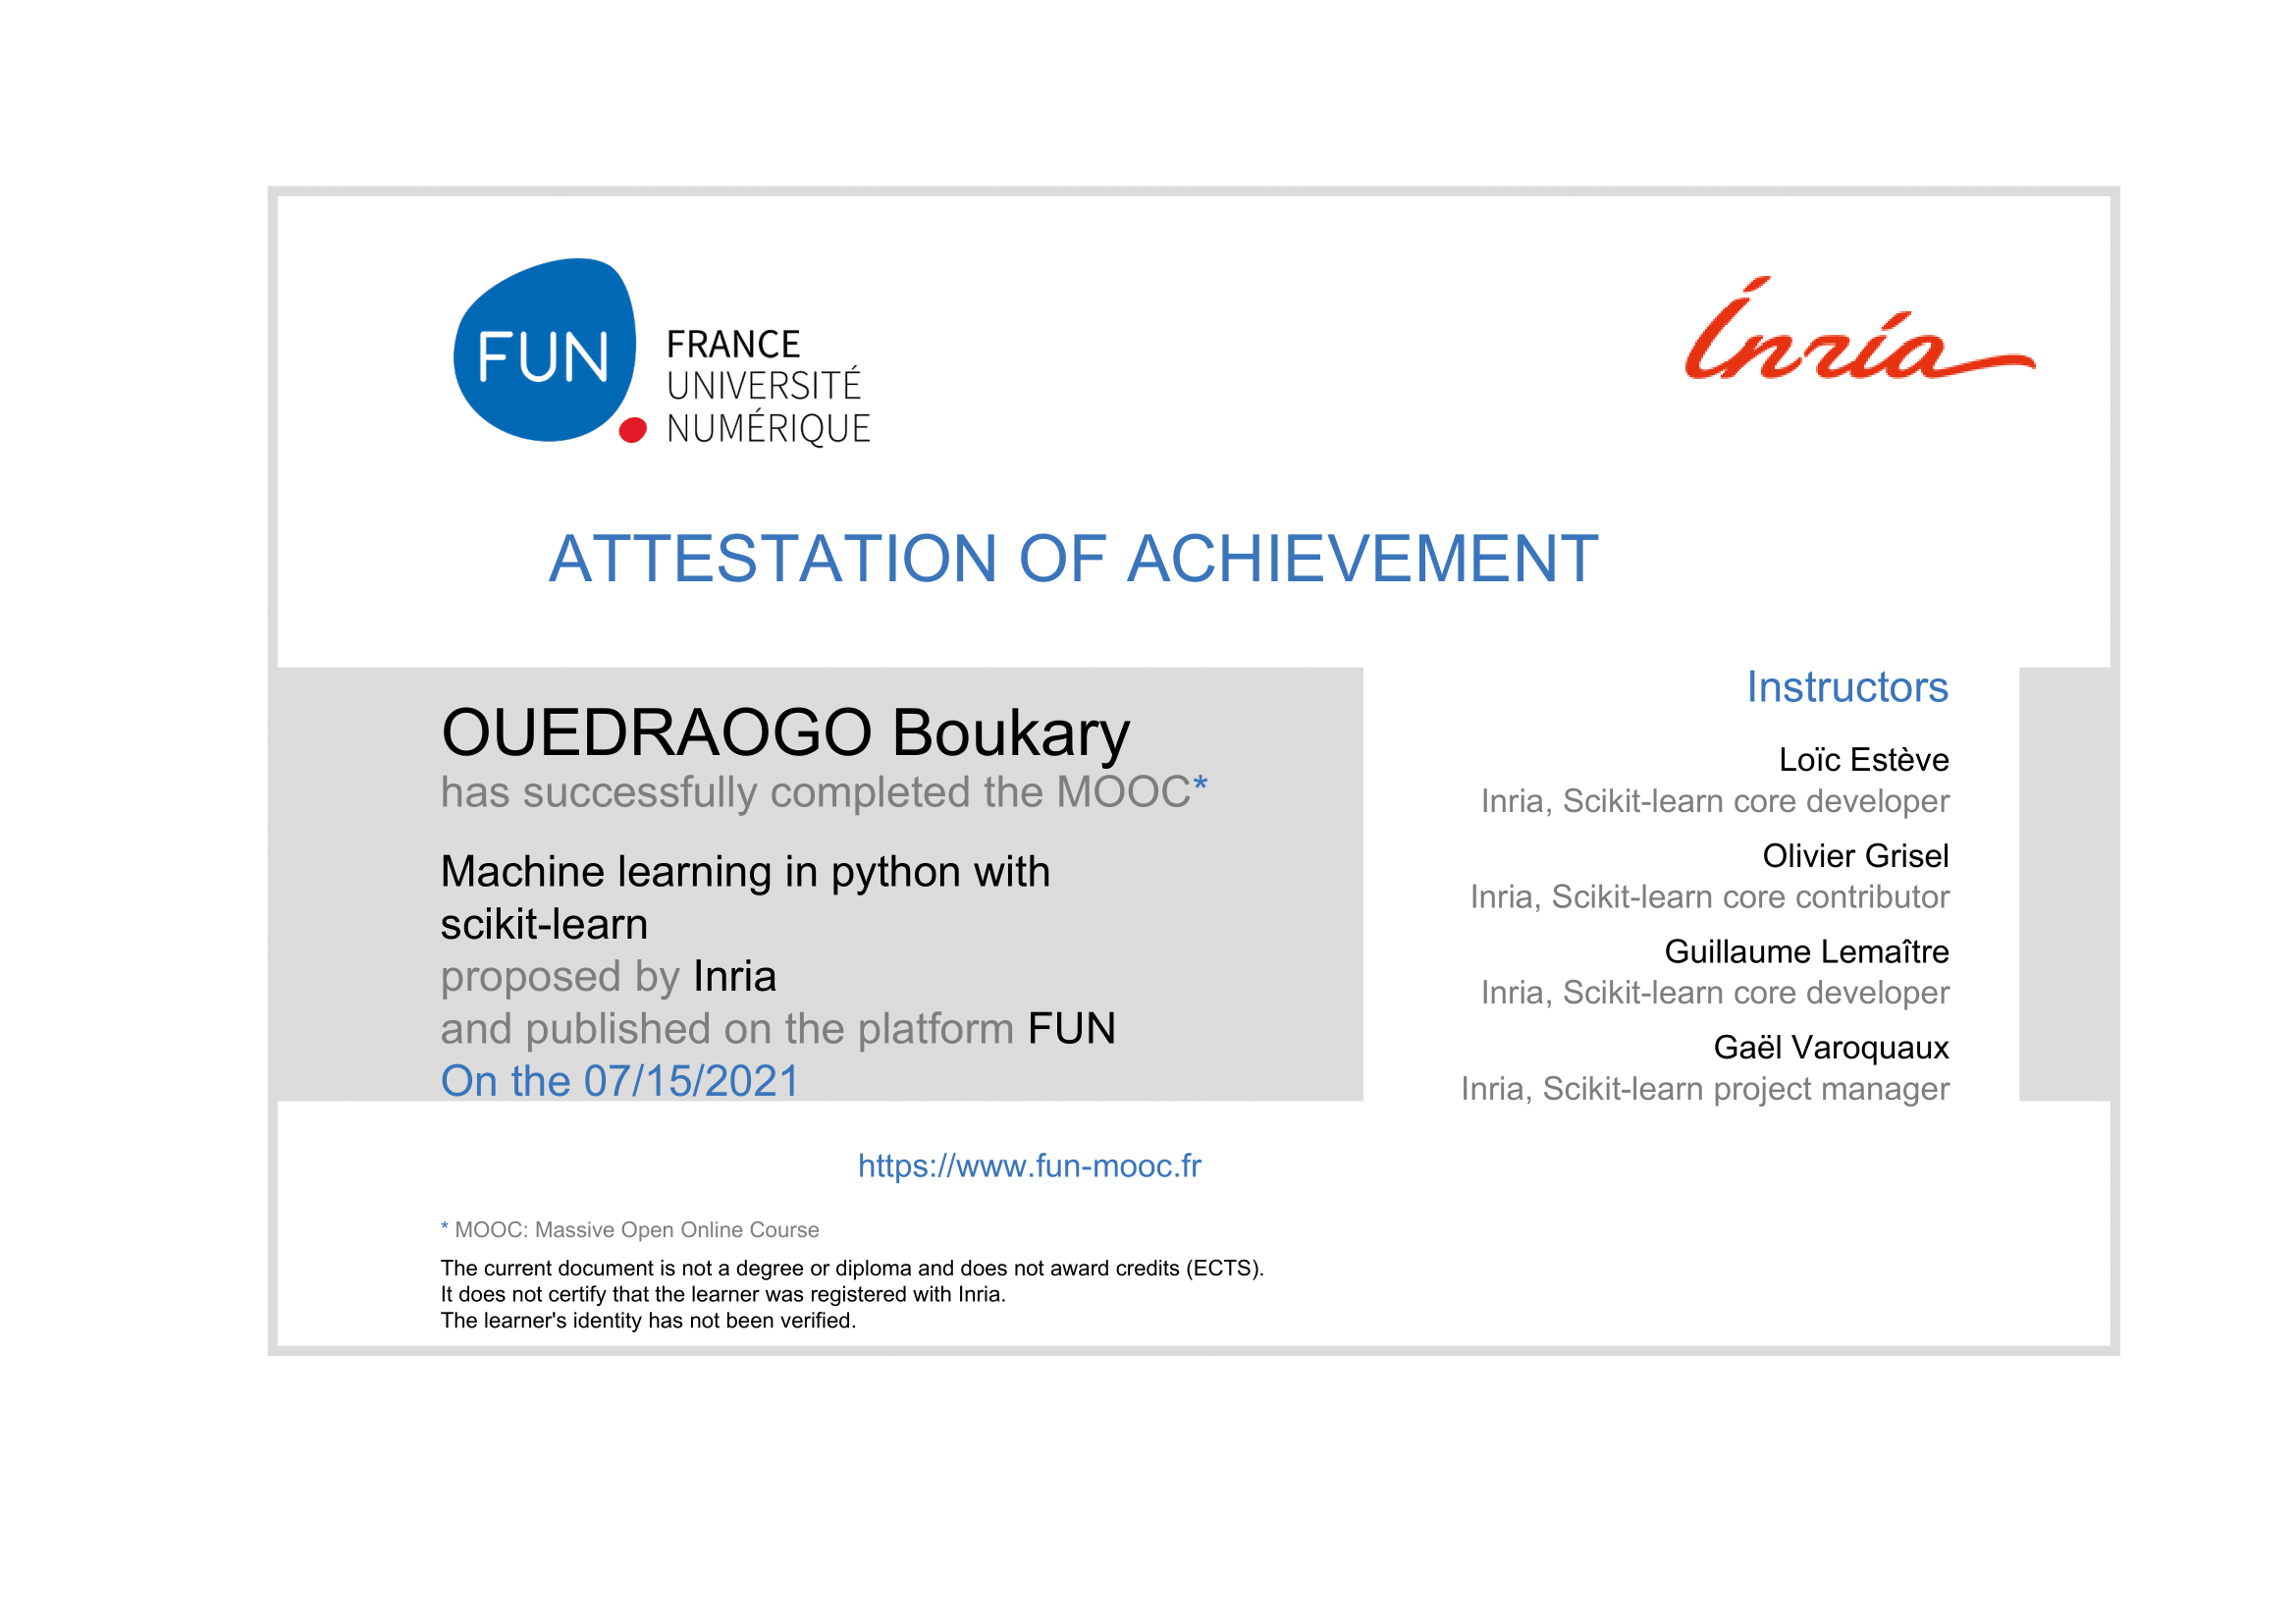 FUN
FRANCE
UNIVERSITÉ
NUMÉRIQUE
Inria
ATTESTATION OF ACHIEVEMENT
OUEDRAOGO Boukary
has successfully completed the MOOC*
Machine learning in python with
scikit-learn
proposed by Inria
and published on the platform FUN
On the 07/15/2021
Instructors
Loïc Estève
Inria, Scikit-learn core developer
Olivier Grisel
Inria, Scikit-learn core contributor
Guillaume Lemaître
Inria, Scikit-learn core developer
Gaël Varoquaux
Inria, Scikit-learn project manager
https://www.fun-mooc.fr
* MOOC: Massive Open Online Course
The current document is not a degree or diploma and does not award credits (ECTS).
It does not certify that the learner was registered with Inria.
The learner's identity has not been verified.